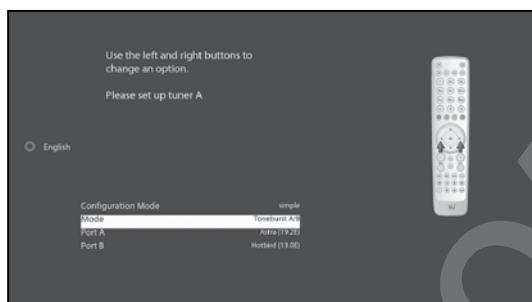 Use the left and right buttons to
change an option.
Please set up tuner A
English
Configuration Mode simple
Mode Toneburst A/B
Port A Astra (19.2E)
Port B Hotbird (13.0E)